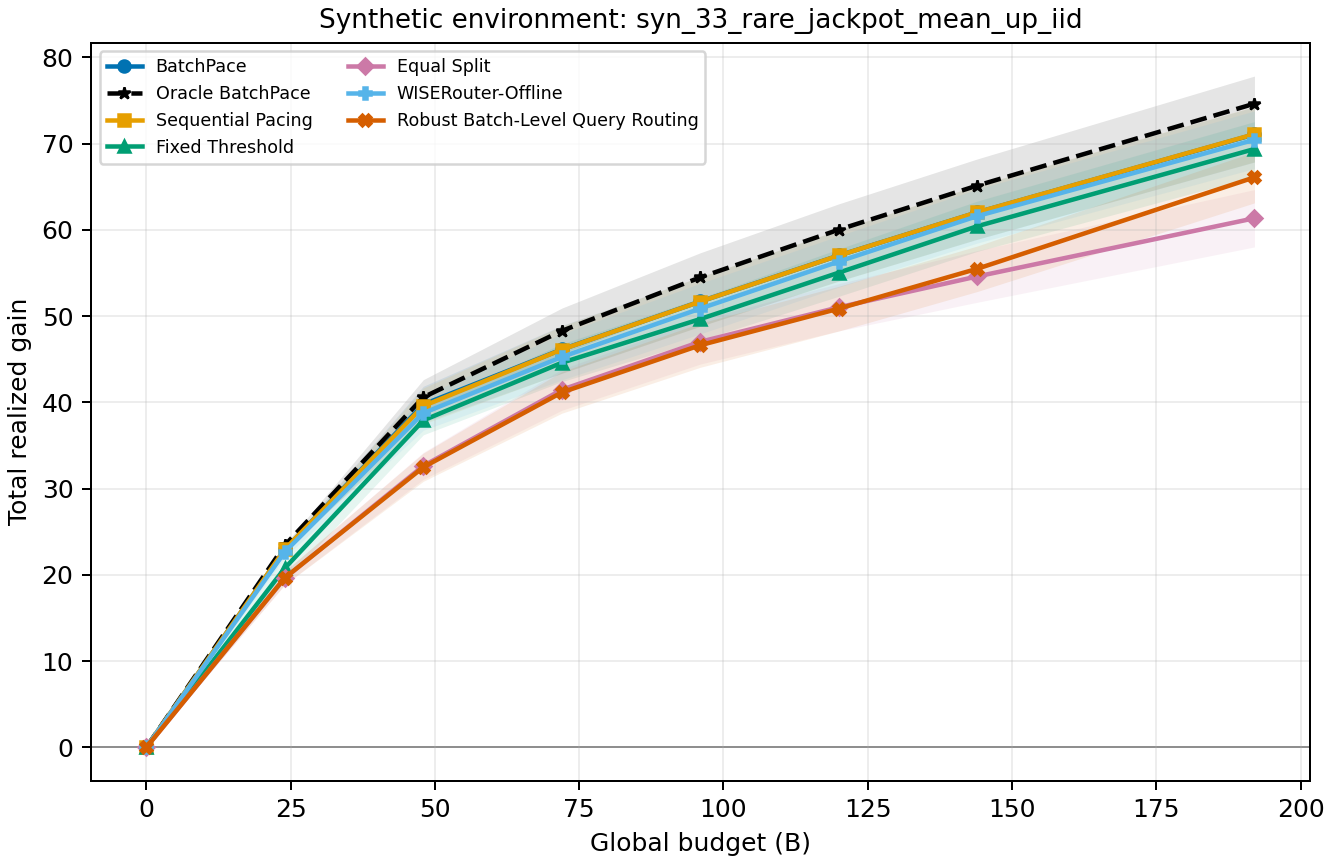 Synthetic environment: syn_33_rare_jackpot_mean_up_iid
BatchPace
Oracle BatchPace
Sequential Pacing
Fixed Threshold
Equal Split
WISERouter-Offline
Robust Batch-Level Query Routing
Total realized gain
80
70
60
50
40
30
20
10
0
0 25 50 75 100 125 150 175 200
Global budget (B)